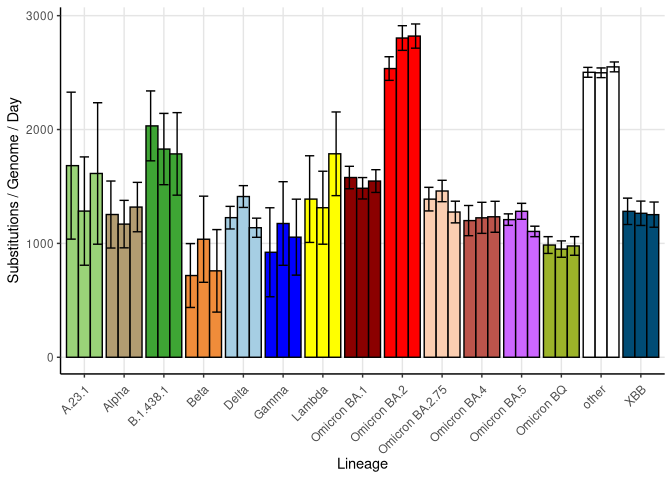 Substitutions / Genome / Day
3000
2000
1000
0
A.23.1
Alpha
B.1.438.1
Beta
Delta
Gamma
Lambda
Omicron BA.1
Omicron BA.2
Omicron BA.2.75
Omicron BA.4
Omicron BA.5
Omicron BQ
other
XBB
Lineage